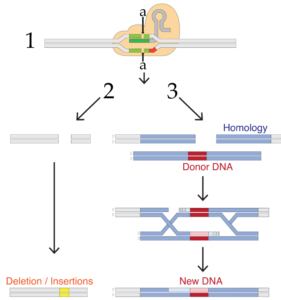 a
1
a
2
3
Homology
Donor DNA
Deletion / Insertions
New DNA